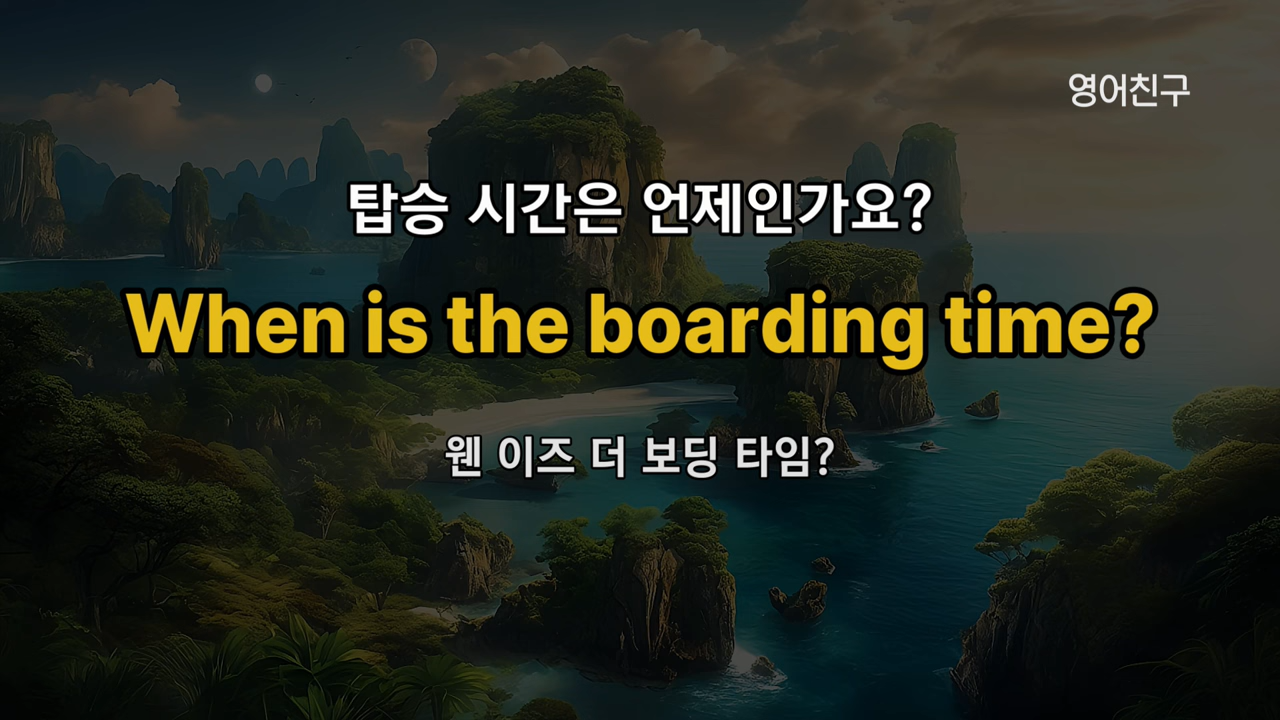 영어친구
탑승 시간은 언제인가요?
When is the boarding time?
웬 이즈 더 보딩 타임?